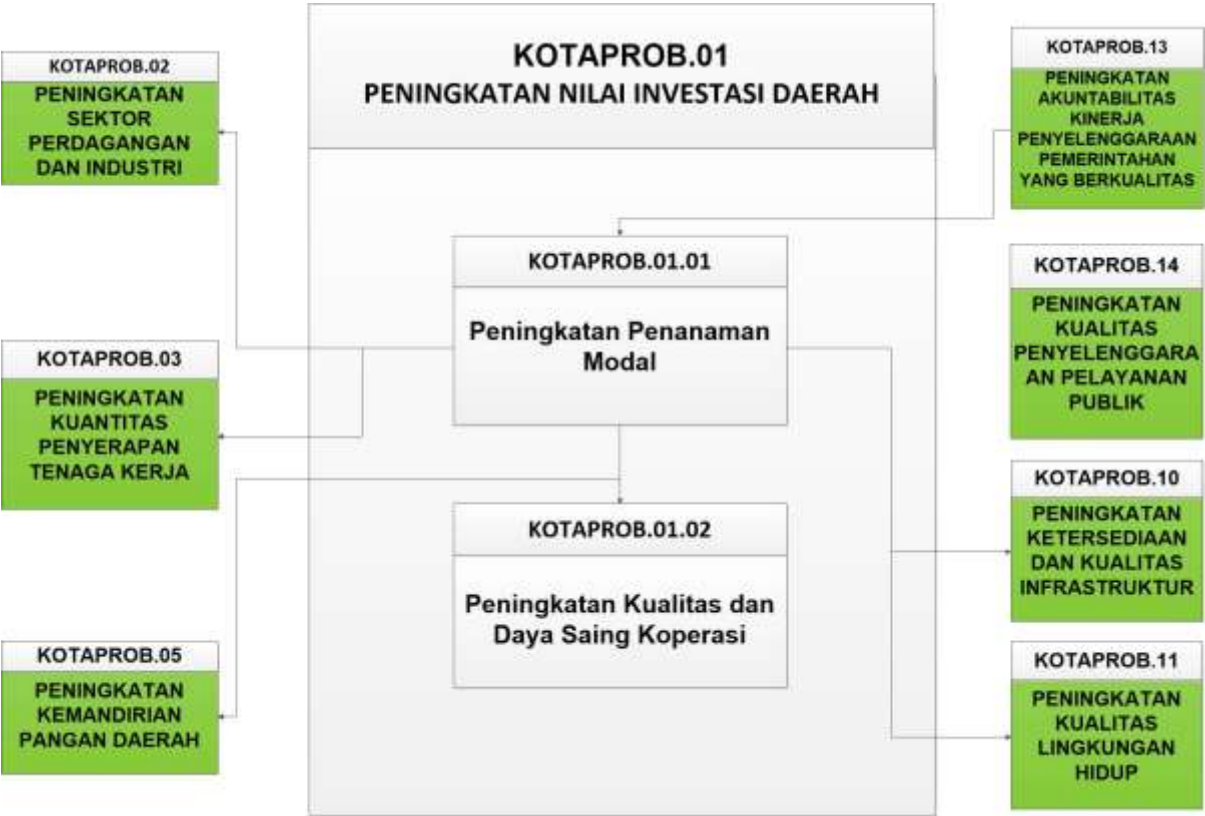 KOTAPROB.01
PENINGKATAN NILAI INVESTASI DAERAH
KOTAPROB.02
PENINGKATAN
SEKTOR
PERDAGANGAN
DAN INDUSTRI
KOTAPROB.03
PENINGKATAN
KUANTITAS
PENYERAPAN
TENAGA KERJA
KOTAPROB.05
PENINGKATAN
KEMANDIRIAN
PANGAN DAERAH
KOTAPROB.01.01
Peningkatan Penanaman
Modal
KOTAPROB.01.02
Peningkatan Kualitas dan
Daya Saing Koperasi
KOTAPROB.13
PENINGKATAN
AKUNTABILITAS
KINERJA
PENYELENGGARAAN
PEMERINTAHAN
YANG BERKUALITAS
KOTAPROB.14
PENINGKATAN
KUALITAS
PENYELENGGARA
AN PELAYANAN
PUBLIK
KOTAPROB.10
PENINGKATAN
KETERSEDIAAN
DAN KUALITAS
INFRASTRUKTUR
KOTAPROB.11
PENINGKATAN
KUALITAS
LINGKUNGAN
HIDUP